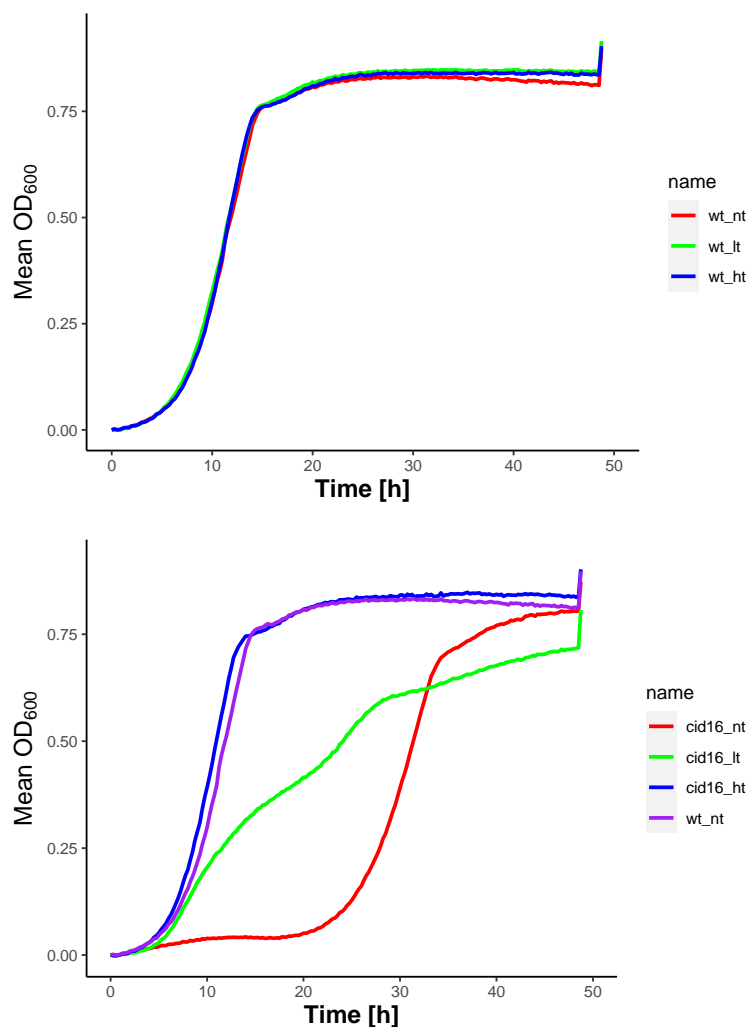 0.75
0.50
0.25
0.00
Mean OD600
0 10 20 30 40 50
Time [h]
name
wt_nt
wt_lt
wt_ht
0.75
0.50
0.25
0.00
Mean OD600
0 10 20 30 40 50
Time [h]
name
cid16_nt
cid16_lt
cid16_ht
wt_nt